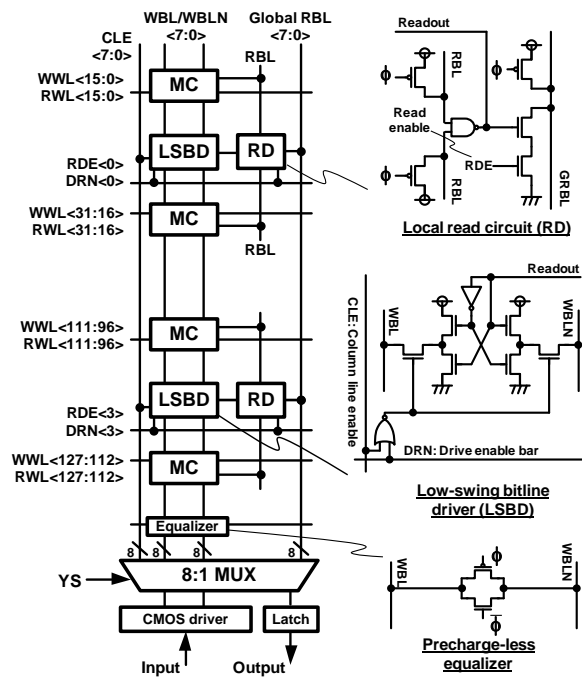 CLE
<7:0>
WBL/WBLN
<7:0>
Global RBL
<7:0>
RBL
WWL<15:0>
RWL<15:0>
MC
RDE<0>
DRN<0>
LSBD
RD
WWL<31:16>
RWL<31:16>
MC
RBL
WWL<111:96>
RWL<111:96>
MC
RDE<3>
DRN<3>
LSBD
RD
WWL<127:112>
RWL<127:112>
MC
Equalizer
8 8 8 8
YS
8:1 MUX
CMOS driver
Latch
Input
Output
Readout
ϕ
RBL
ϕ
Read
enable
RDE
ϕ
RBL
GRBL
Local read circuit (RD)
Readout
CLE: Column line enable
WBL
WBLN
DRN: Drive enable bar
Low-swing bitline
driver (LSBD)
WBL
ϕ
WBLN
ϕ
Precharge-less
equalizer